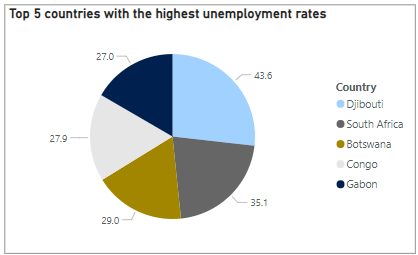 Top 5 countries with the highest unemployment rates
27.0
43.6
27.9
35.1
29.0
Country
Djibouti
South Africa
Botswana
Congo
Gabon